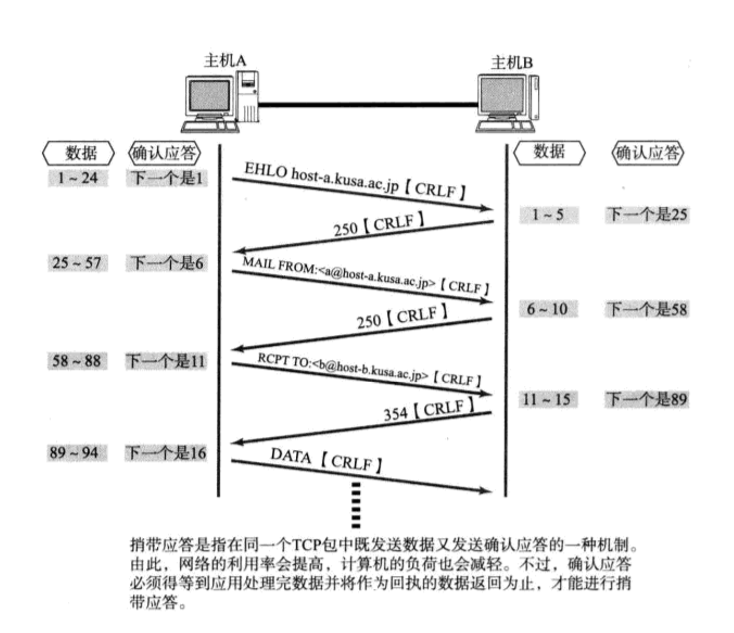 主机A
主机B
数据 确认应答
数据 确认应答
1~24 下一个是1
EHLO host-a.kusa.ac.jp【CRLF】
250【CRLF】
1~5 下一个是25
25~57 下一个是6
MAIL FROM:<a@host-a.kusa.ac.jp>【CRLF】
250【CRLF】
6~10 下一个是58
58~88 下一个是11
RCPT TO:<b@host-b.kusa.ac.jp>【CRLF】
354【CRLF】
11~15 下一个是89
89~94 下一个是16
DATA【CRLF】
捎带应答是指在同一个TCP包中既发送数据又发送确认应答的一种机制。
由此，网络的利用率会提高，计算机的负荷也会减轻。不过，确认应答
必须得等到应用处理完数据并将作为回执的数据返回为止，才能进行捎
带应答。